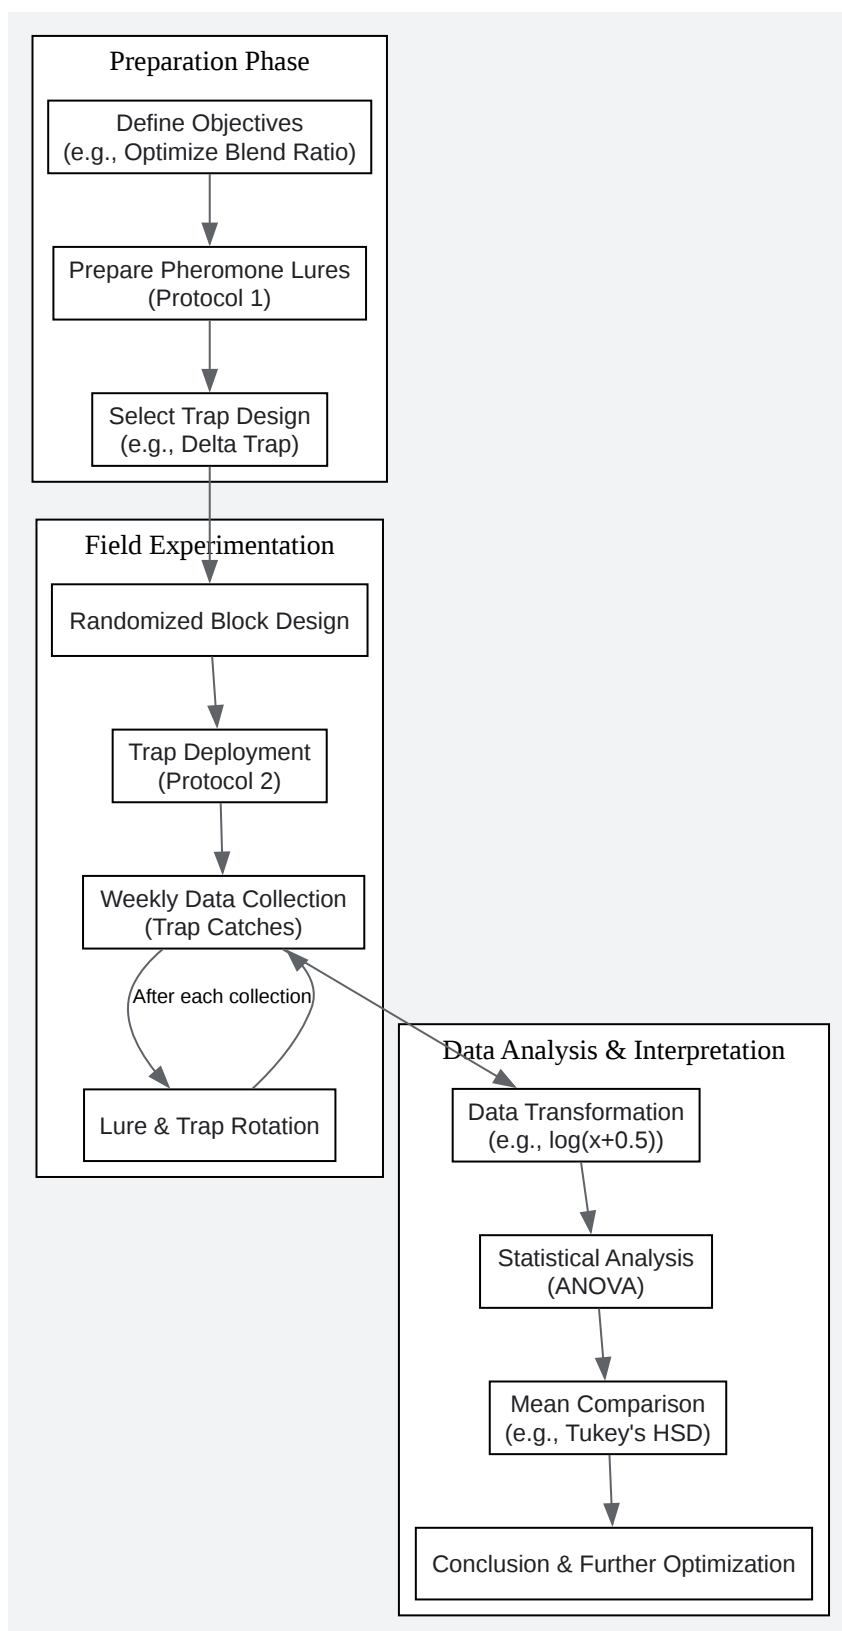 Preparation Phase
Define Objectives
(e.g., Optimize Blend Ratio)
Prepare Pheromone Lures
(Protocol 1)
Select Trap Design
(e.g., Delta Trap)
Field Experimentation
Randomized Block Design
Trap Deployment
(Protocol 2)
Weekly Data Collection
(Trap Catches)
After each collection
Lure & Trap Rotation
Data Analysis & Interpretation
Data Transformation
(e.g., log(x+0.5))
Statistical Analysis
(ANOVA)
Mean Comparison
(e.g., Tukey's HSD)
Conclusion & Further Optimization